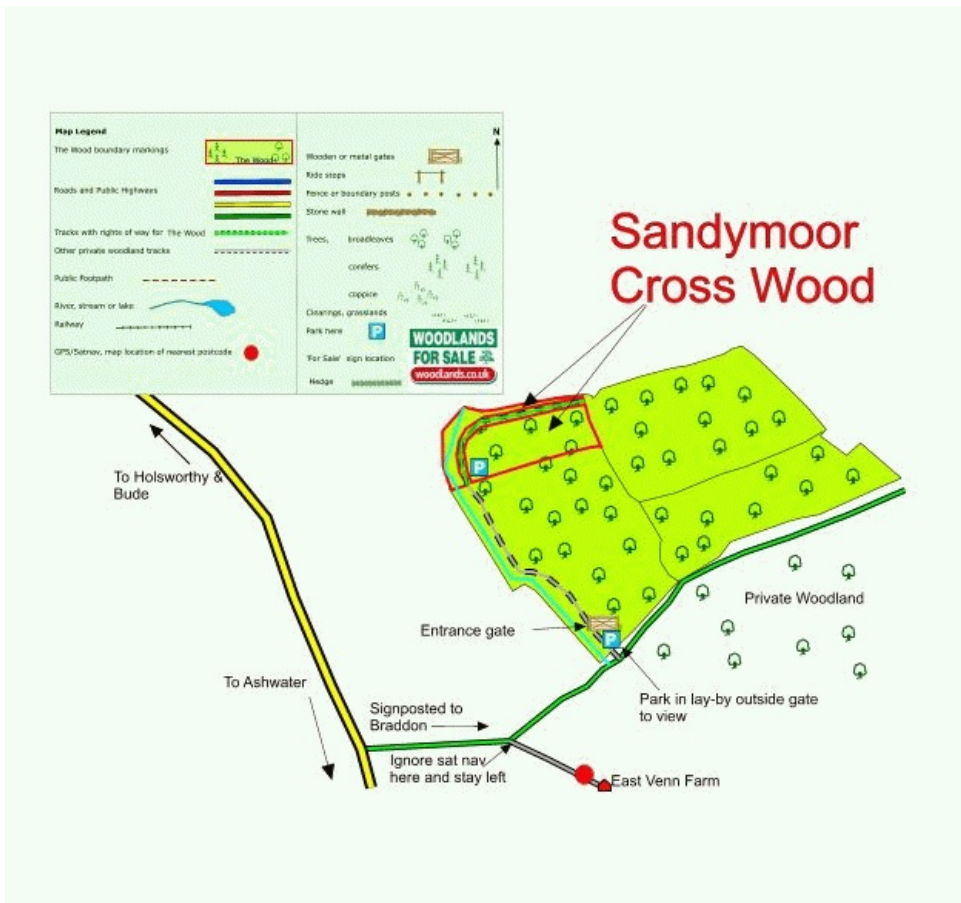 Map Legend
The Wood boundary markings
The Wood
Roads and Public Highways
Tracks with rights of way for The Wood
Other private woodland tracks
Public Footpath
River, stream or lake
Railway
GPS/Satnav, map location of nearest postcode
N
Wooden or metal gates
Ride stops
Fence or boundary posts
Stone wall
Trees, broadleaves
conifers
coppice
Clearings, grasslands
Park here
P
WOODLANDS
FOR SALE
woodlands.co.uk
'For Sale' sign location
Hedge
Sandymoor
Cross Wood
To Holsworthy &
Bude
P
Entrance gate
P
Private Woodland
To Ashwater
Signposted to
Braddon
Park in lay-by outside gate
to view
Ignore sat nav
here and stay left
East Venn Farm